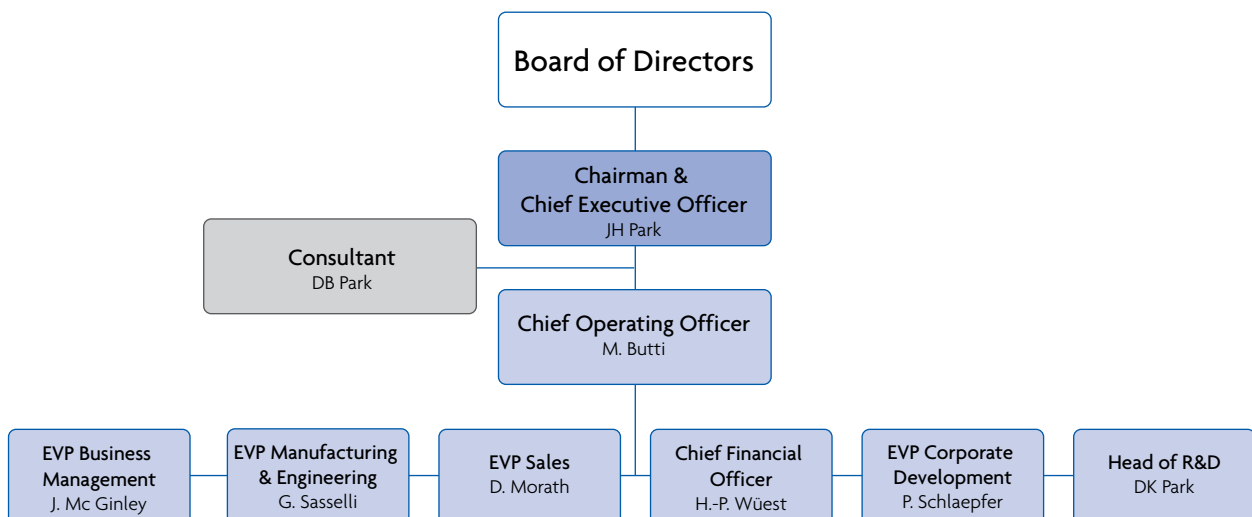 Board of Directors
Chairman &
Chief Executive Officer
JH Park
Consultant
DB Park
Chief Operating Officer
M. Butti
EVP Business
Management
J. Mc Ginley
EVP Manufacturing
& Engineering
G. Sasselli
EVP Sales
D. Morath
Chief Financial
Officer
H.-P. Wüest
EVP Corporate
Development
P. Schlaepfer
Head of R&D
DK Park